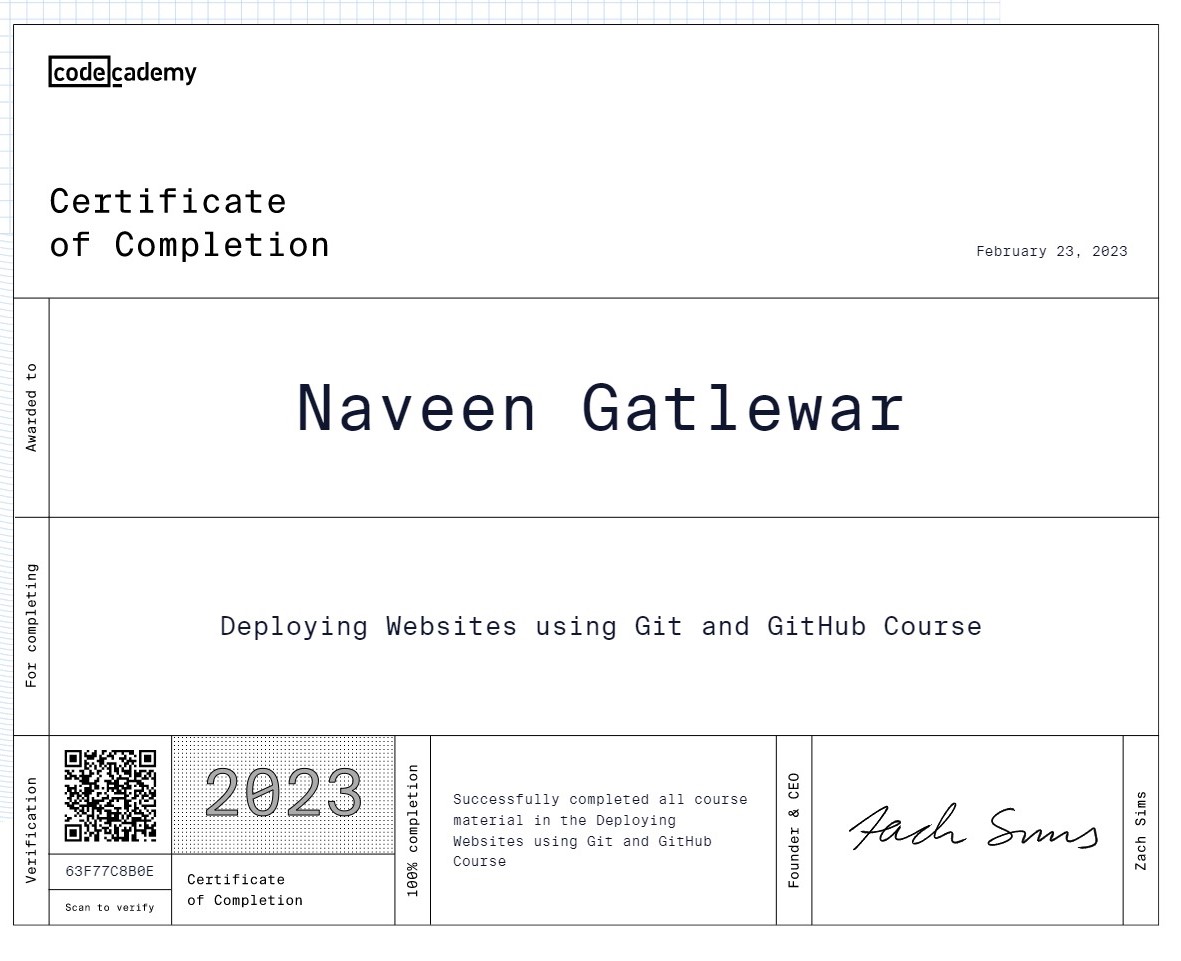 codecademy
Certificate
of Completion
February 23, 2023
Awarded to
Naveen Gatlewar
For completing
Deploying Websites using Git and GitHub Course
Verification
63F77C8B0E
Scan to verify
2023
Certificate
of Completion
100% completion
Successfully completed all course
material in the Deploying
Websites using Git and GitHub
Course
Founder & CEO
Zach Sims
Zach Sims